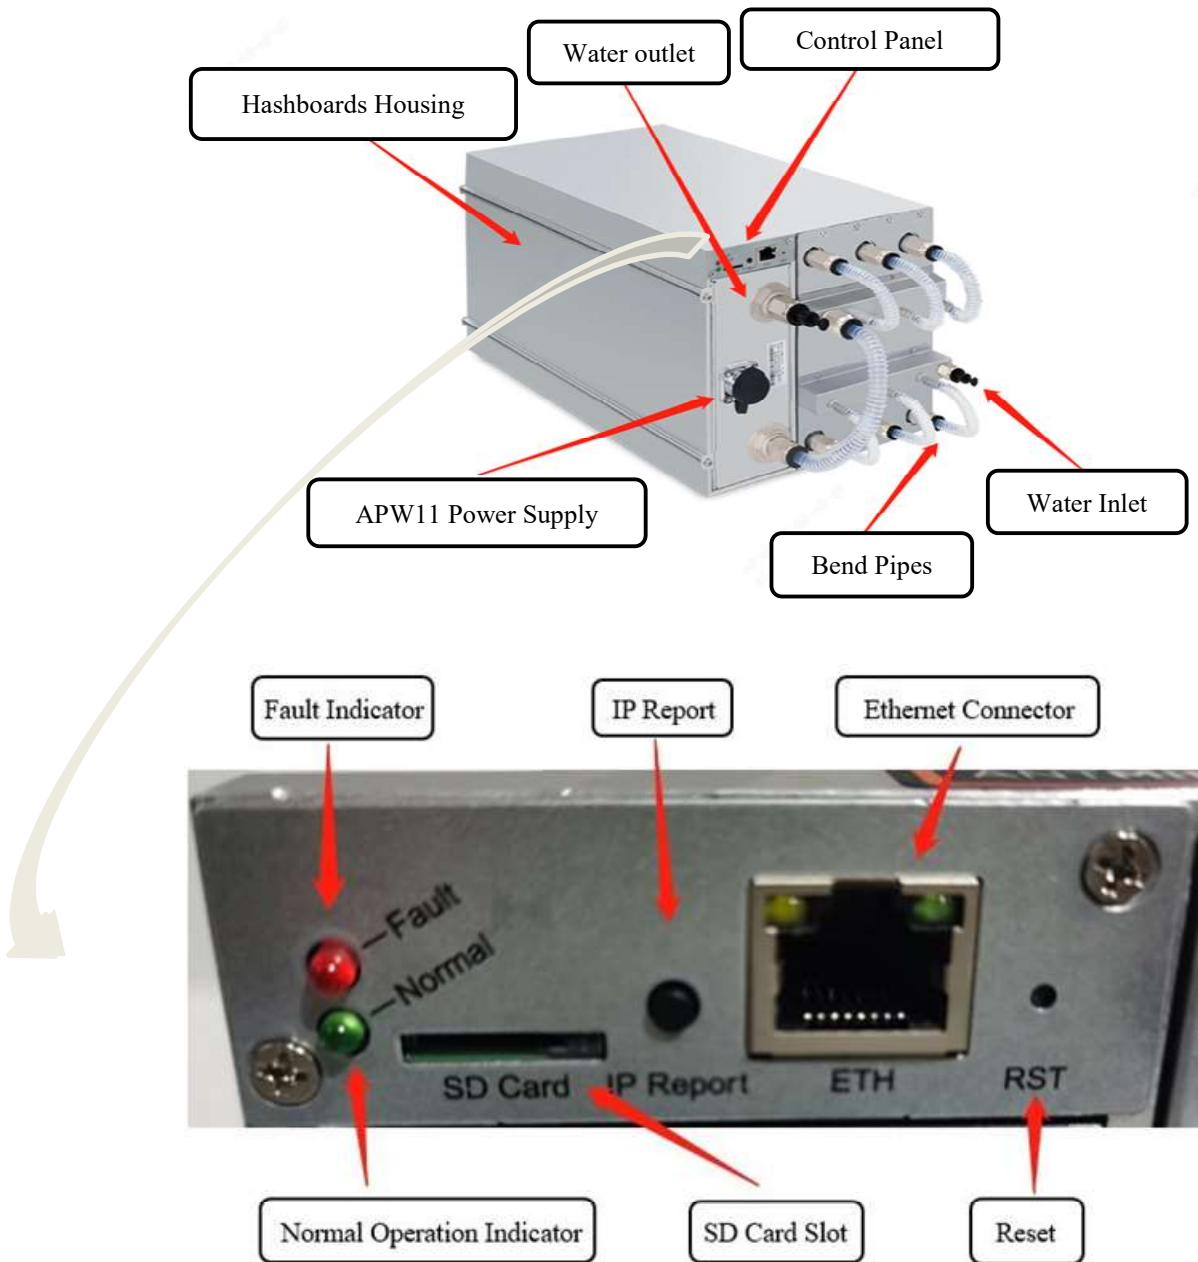 Water outlet
Control Panel
Hashboards Housing
APW11 Power Supply
Water Inlet
Bend Pipes
Fault Indicator
IP Report
Ethernet Connector
Fault
Normal
SD Card
IP Report
ETH
RST
Normal Operation Indicator
SD Card Slot
Reset